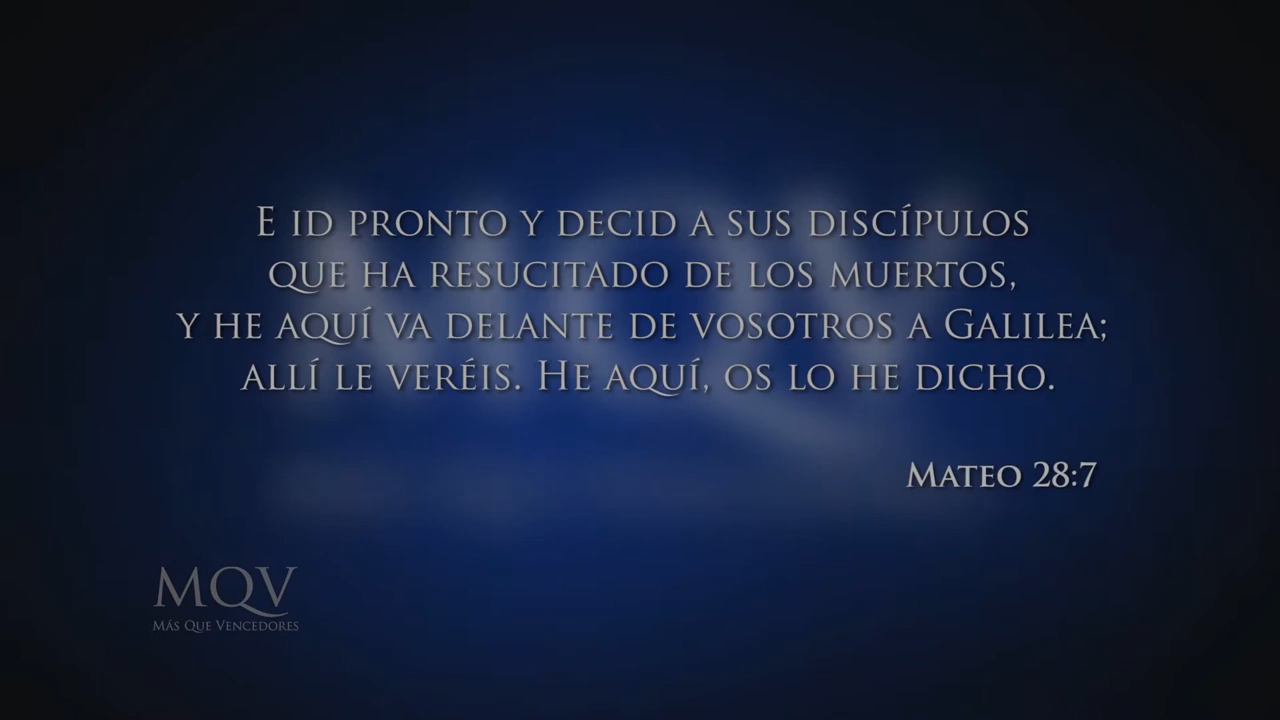 E id pronto y decid a sus discípulos
que ha resucitado de los muertos,
y he aquí va delante de vosotros a Galilea;
allí le veréis. He aquí, os lo he dicho.
Mateo 28:7
MQV
Más Que Vencedores